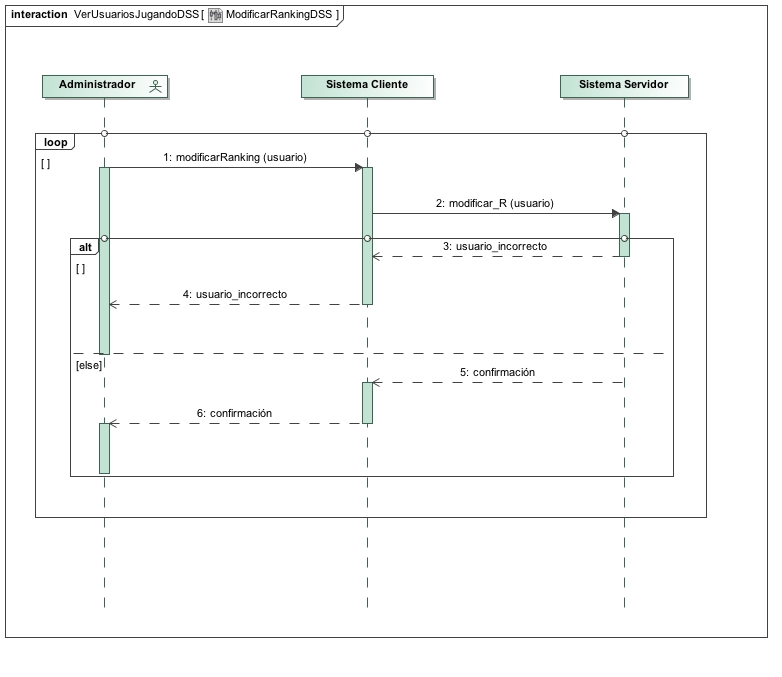 interaction VerUsuariosJugandoDSS[ ModificarRankingDSS ]
Administrador
Sistema Cliente
Sistema Servidor
loop
[ ]
1: modificarRanking (usuario)
2: modificar_R (usuario)
alt
3: usuario_incorrecto
[ ]
4: usuario_incorrecto
[else]
5: confirmación
6: confirmación